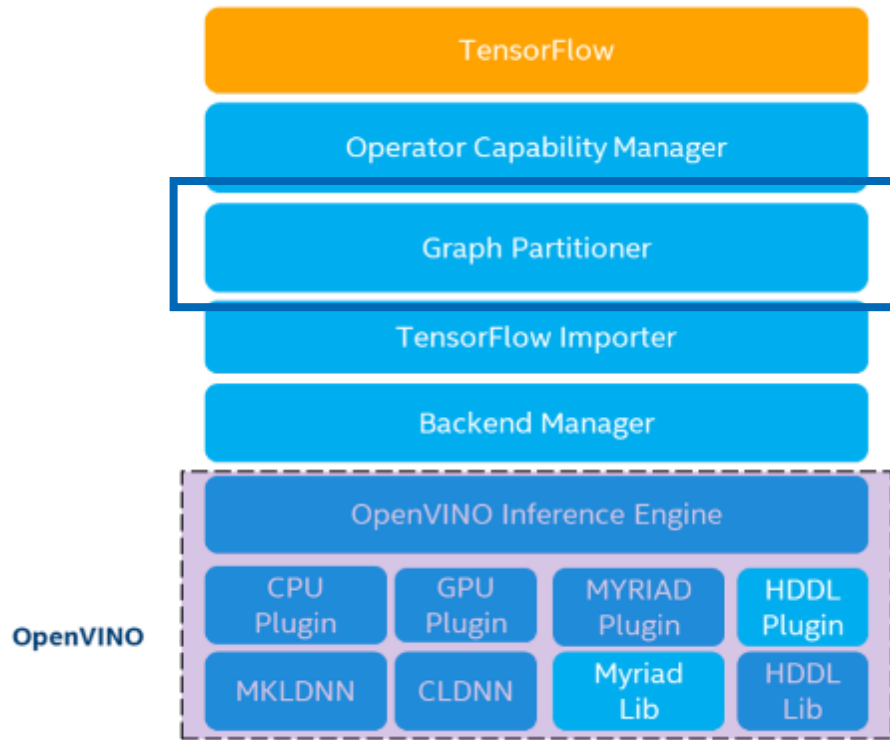 TensorFlow
Operator Capability Manager
Graph Partitioner
TensorFlow Importer
Backend Manager
OpenVINO Inference Engine
OpenVINO
CPU
Plugin
GPU
Plugin
MYRIAD
Plugin
HDDL
Plugin
MKLDNN
CLDNN
Myriad
Lib
HDDL
Lib